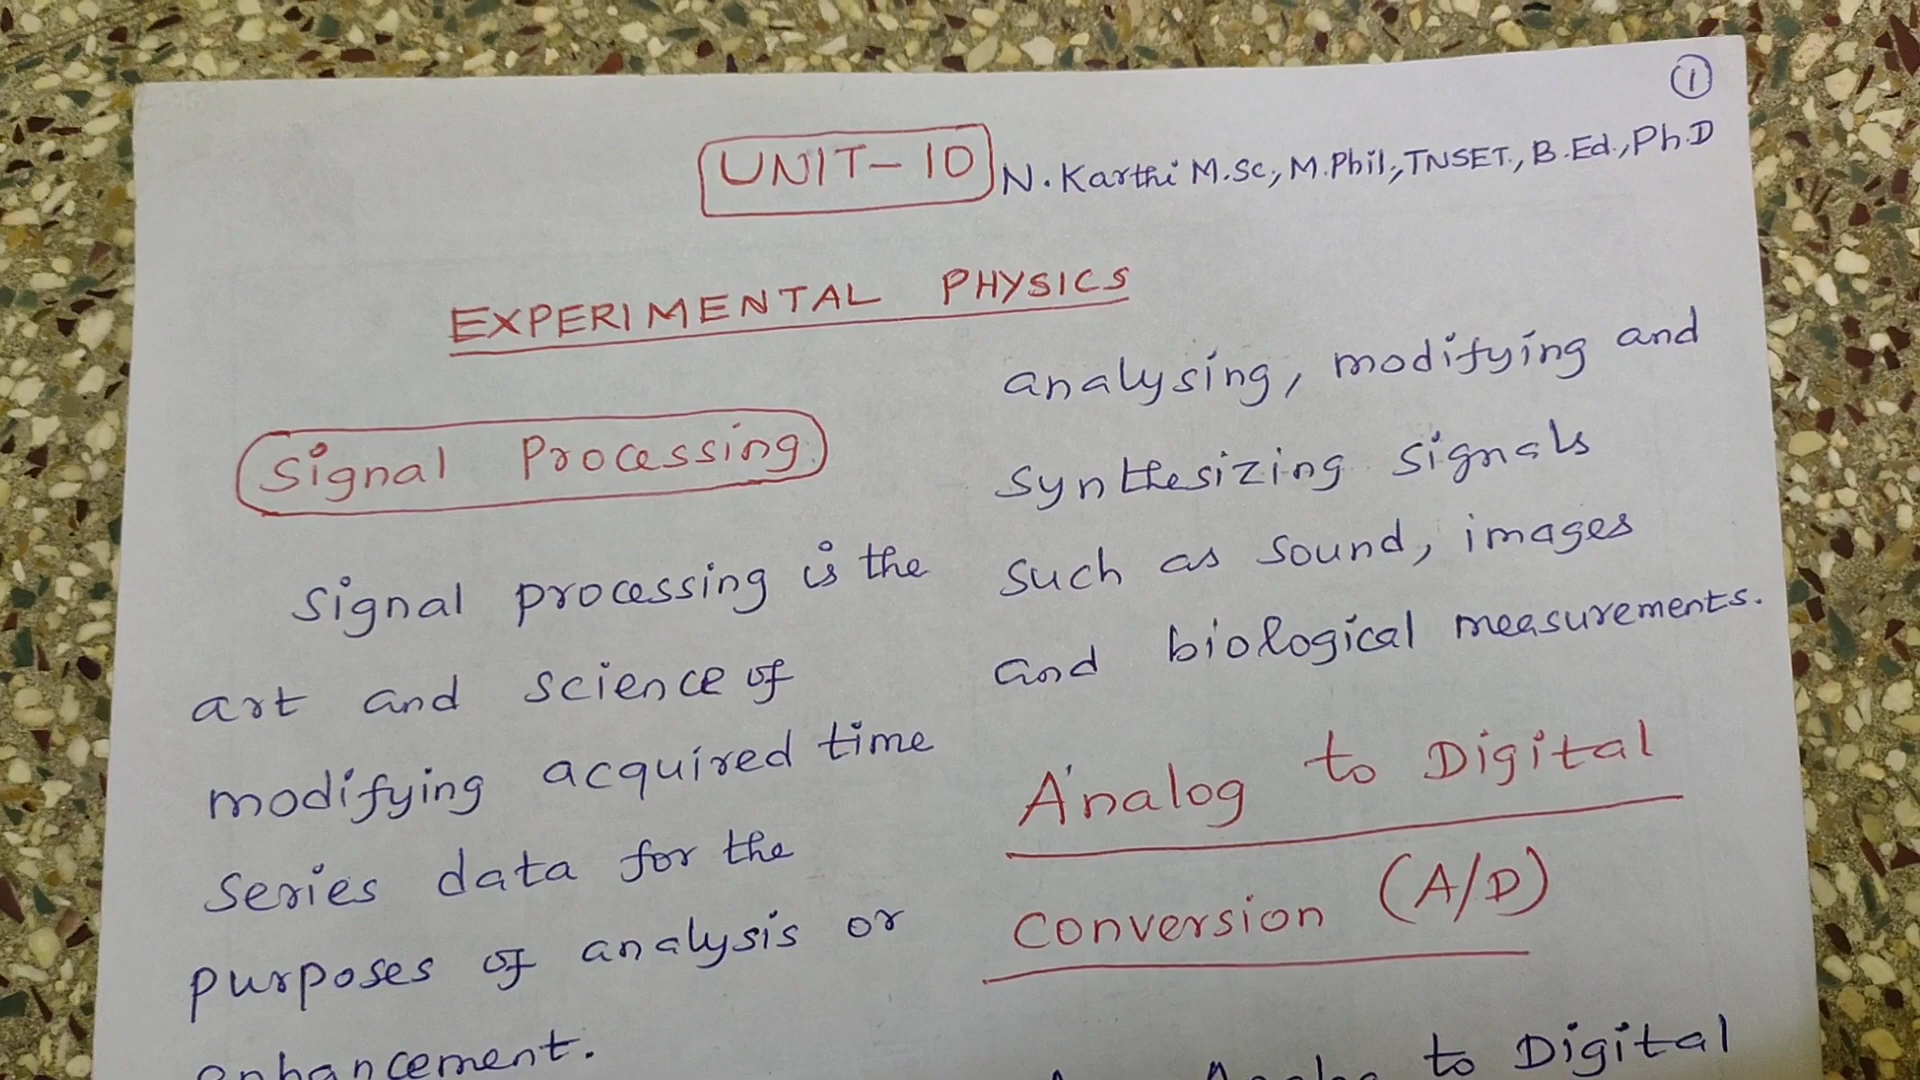 1
UNIT-10 N. Karthi M.Sc., M.Phil., TNSET., B.Ed., Ph.D
EXPERIMENTAL PHYSICS
Signal Processing
Signal processing is the
art and science of
modifying acquired time
series data for the
purposes of analysis or
enhancement.
analysing, modifying and
synthesizing signals
such as sound, images
and biological measurements.
Analog to Digital
conversion (A/D)
to Digital